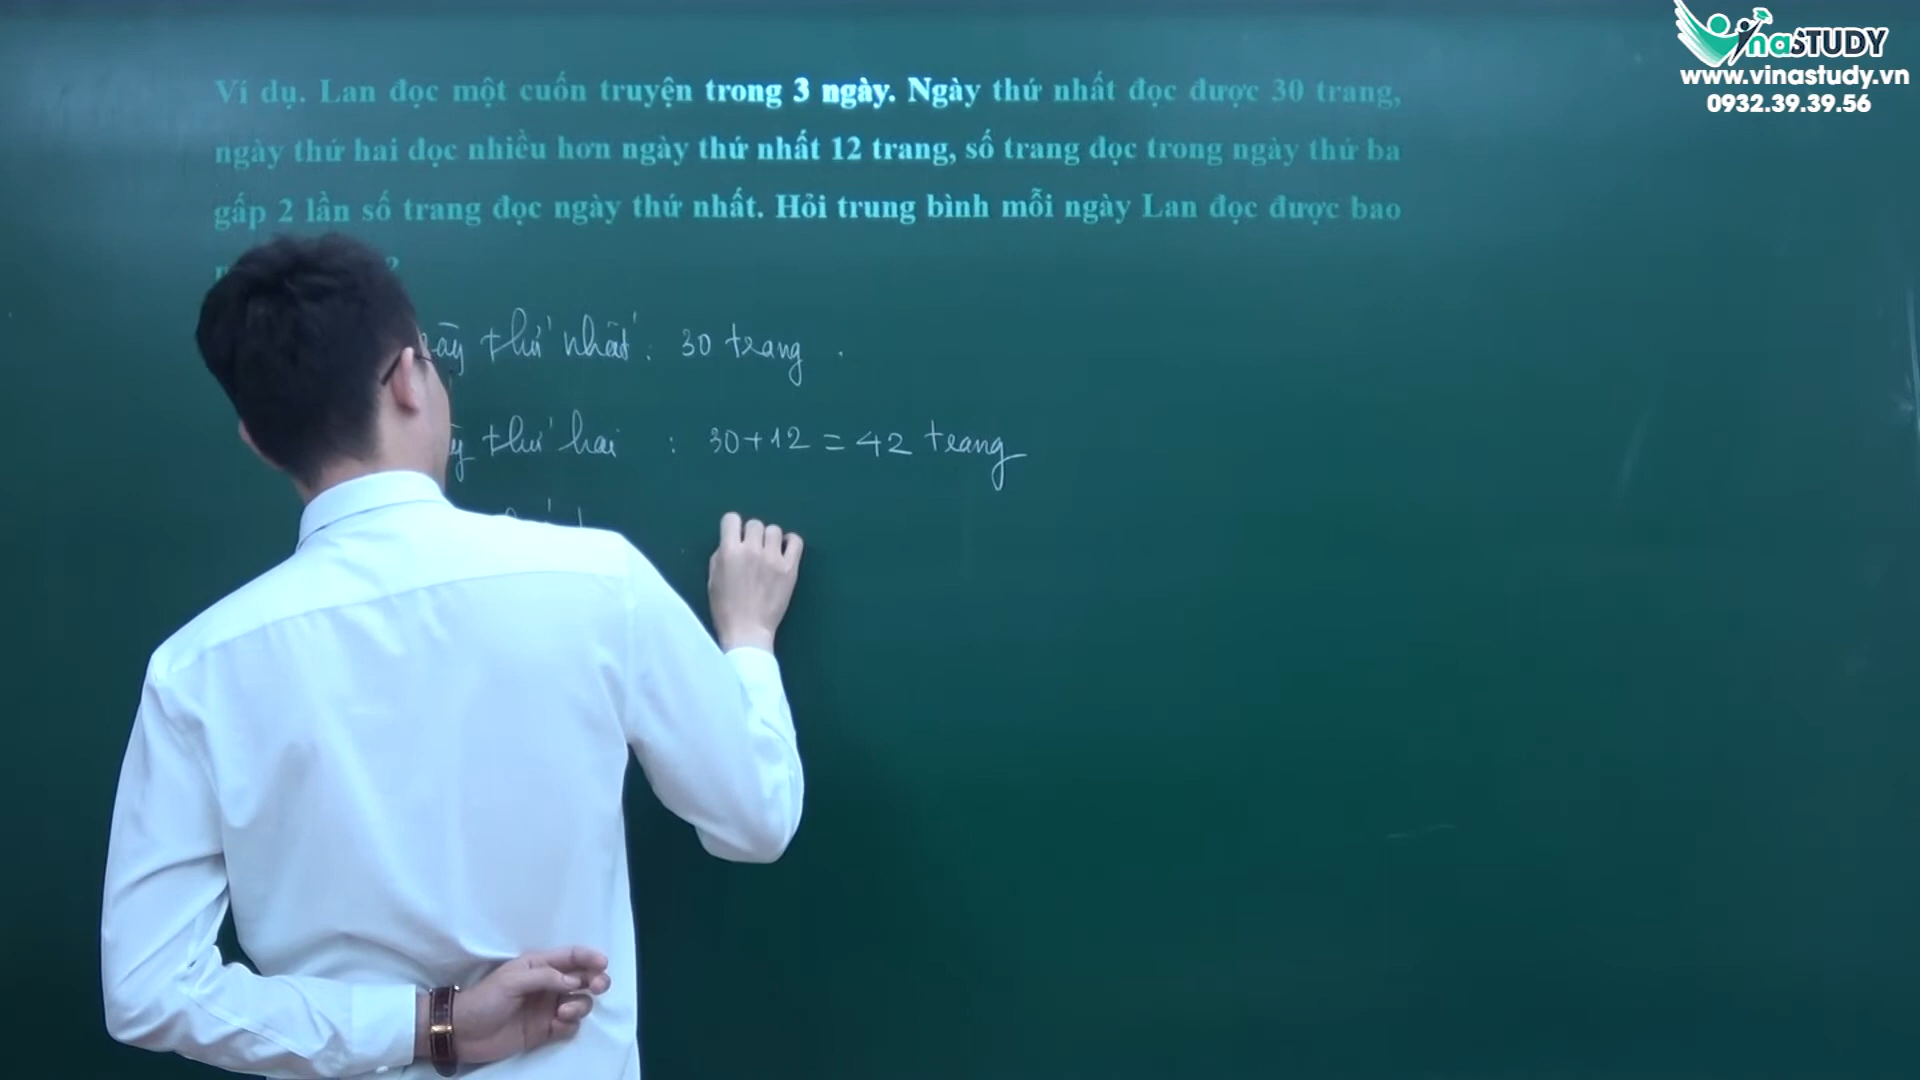 Ví dụ. Lan đọc một cuốn truyện trong 3 ngày. Ngày thứ nhất đọc được 30 trang,
ngày thứ hai đọc nhiều hơn ngày thứ nhất 12 trang, số trang đọc trong ngày thứ ba
gấp 2 lần số trang đọc ngày thứ nhất. Hỏi trung bình mỗi ngày Lan đọc được bao
?
thứ nhất : 30 trang .
thứ hai : 30 + 12 = 42 trang
VinaSTUDY
www.vinastudy.vn
0932.39.39.56